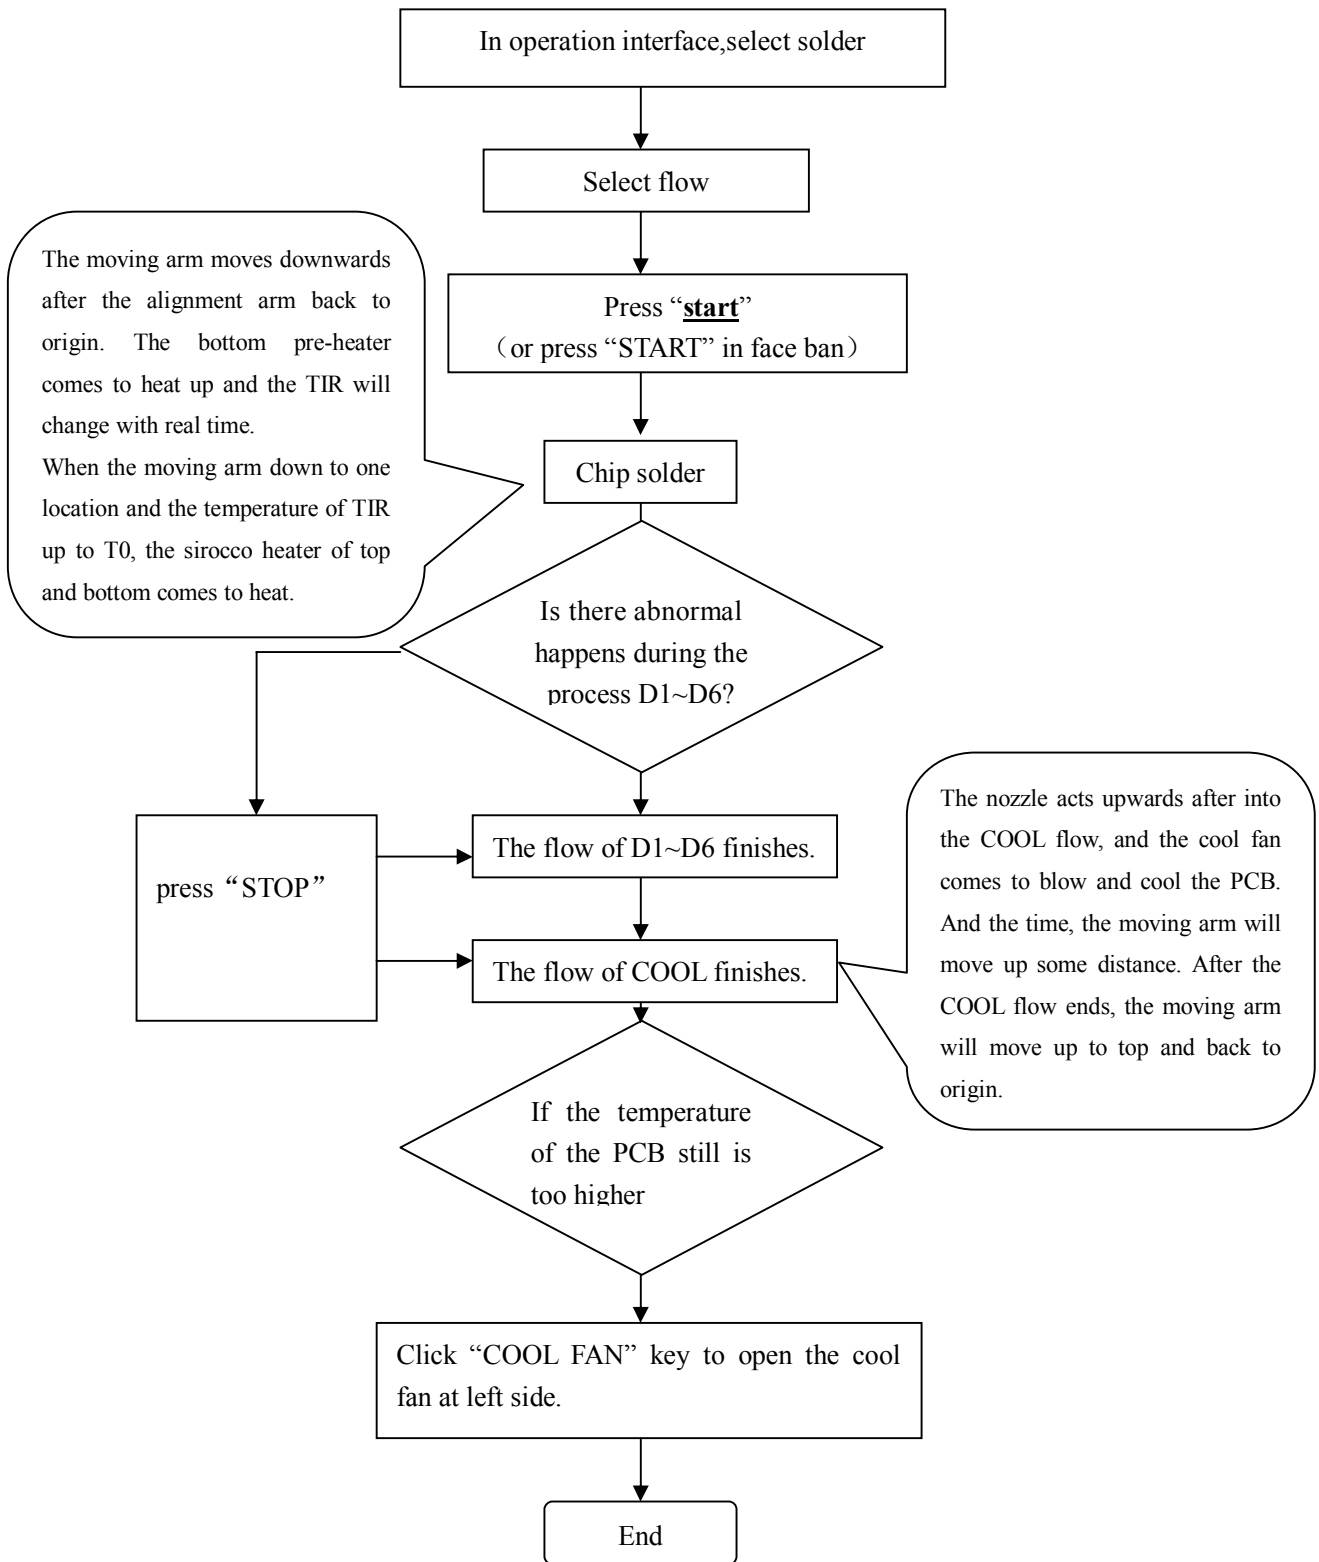 In operation interface,select solder
Select flow
The moving arm moves downwards
after the alignment arm back to
origin. The bottom pre-heater
comes to heat up and the TIR will
change with real time.
When the moving arm down to one
location and the temperature of TIR
up to T0, the sirocco heater of top
and bottom comes to heat.
Press “start”
（or press “START” in face ban）
Chip solder
Is there abnormal
happens during the
process D1~D6?
press “STOP”
The flow of D1~D6 finishes.
The flow of COOL finishes.
The nozzle acts upwards after into
the COOL flow, and the cool fan
comes to blow and cool the PCB.
And the time, the moving arm will
move up some distance. After the
COOL flow ends, the moving arm
will move up to top and back to
origin.
If the temperature
of the PCB still is
too higher
Click “COOL FAN” key to open the cool
fan at left side.
End